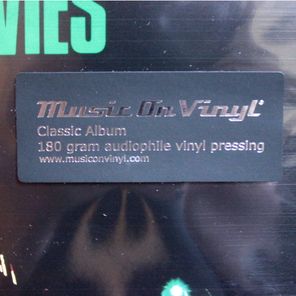 VIES
Music On Vinyl
Classic Album
180 gram audiophile vinyl pressing
www.musiconvinyl.com